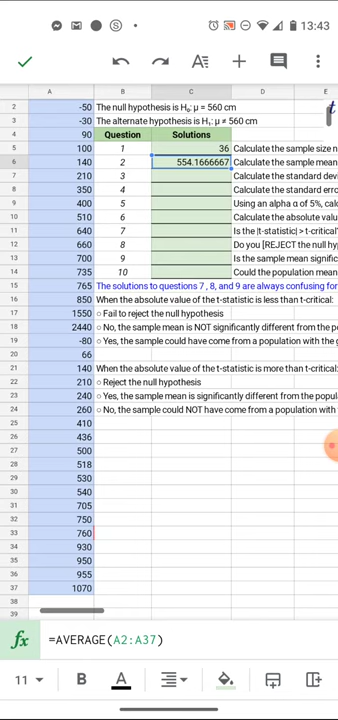 13:43
A B C D E
2 -50 The null hypothesis is H₀: μ = 560 cm t
3 -30 The alternate hypothesis is H₁: μ ≠ 560 cm
4 90 Question Solutions
5 100 1 36 Calculate the sample size n
6 140 2 554.1666667 Calculate the sample mean
7 210 3 Calculate the standard devi
8 350 4 Calculate the standard erro
9 400 5 Using an alpha α of 5%, calc
10 510 6 Calculate the absolute valu
11 640 7 Is the |t-statistic| > t-critical
12 660 8 Do you [REJECT the null hy
13 700 9 Is the sample mean signific
14 735 10 Could the population mean
15 765 The solutions to questions 7 , 8, and 9 are always confusing for
16 850 When the absolute value of the t-statistic is less than t-critical:
17 1550 ○ Fail to reject the null hypothesis
18 2440 ○ No, the sample mean is NOT significantly different from the po
19 -80 ○ Yes, the sample could have come from a population with the g
20 66
21 140 When the absolute value of the t-statistic is more than t-critical:
22 210 ○ Reject the null hypothesis
23 240 ○ Yes, the sample mean is significantly different from the popul
24 260 ○ No, the sample could NOT have come from a population with
25 410
26 436
27 500
28 518
29 530
30 540
31 705
32 750
33 760
34 930
35 950
36 955
37 1070
38
39
fx =AVERAGE(A2:A37)
11 B A